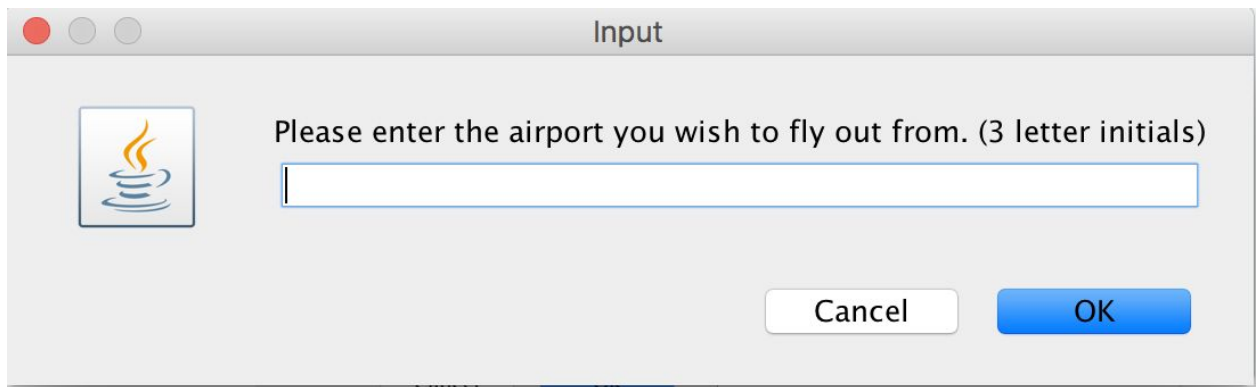 Input
Please enter the airport you wish to fly out from. (3 letter initials)
Cancel
OK